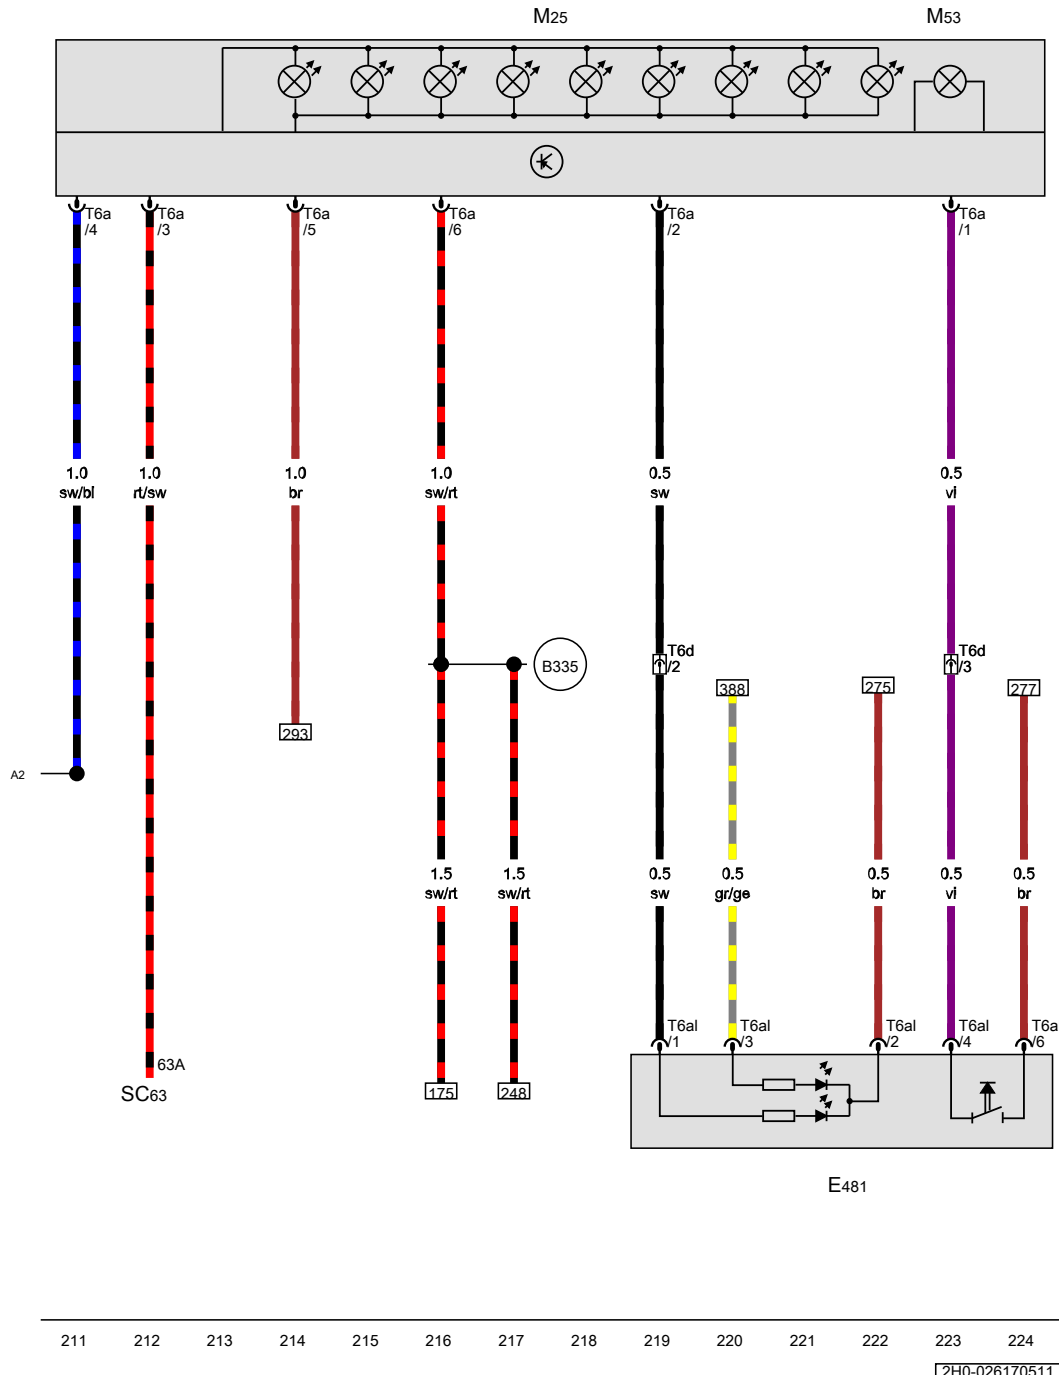 M25
M53
T6a
/4
T6a
/3
T6a
/5
T6a
/6
T6a
/2
T6a
/1
1.0
sw/bl
1.0
rt/sw
1.0
br
1.0
sw/rt
0.5
sw
0.5
vi
B335
T6d
/2
T6d
/3
388
275
277
293
A2
1.5
sw/rt
1.5
sw/rt
0.5
sw
0.5
gr/ge
0.5
br
0.5
vi
0.5
br
T6al
/1
T6al
/3
T6al
/2
T6al
/4
T6a
/6
63A
SC63
175
248
E481
211 212 213 214 215 216 217 218 219 220 221 222 223 224
2H0-026170511